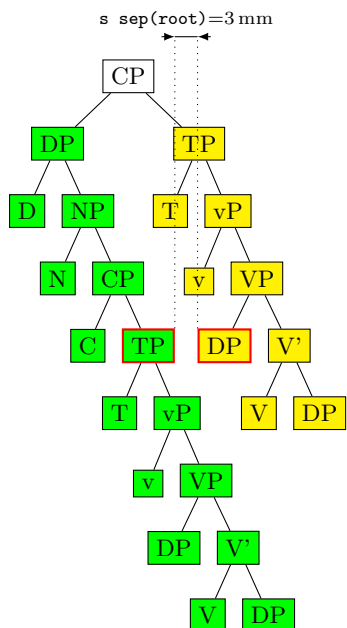 s sep(root)=3 mm
CP
DP TP
D NP T vP
N CP v VP
C TP DP V'
T vP V DP
v VP
DP V'
V DP